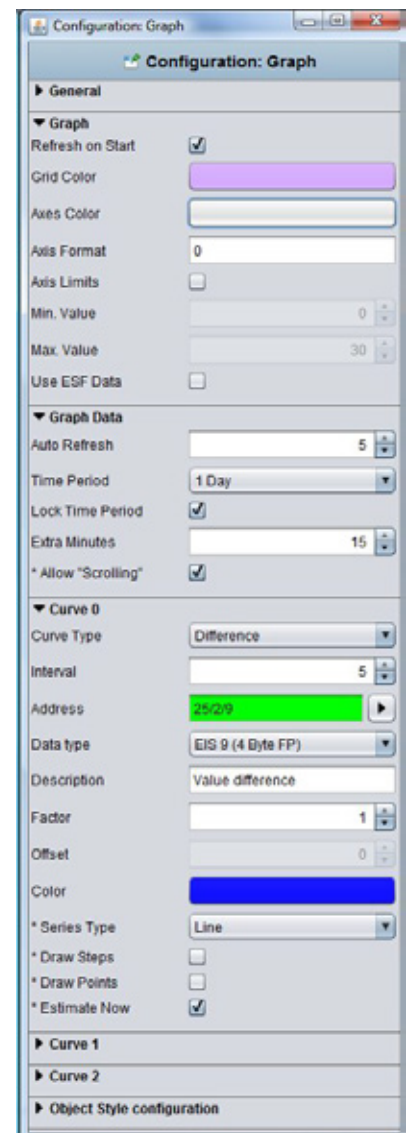 Configuration: Graph
Configuration: Graph
General
Graph
Refresh on Start
Grid Color
Axes Color
Axis Format 0
Axis Limits
Min. Value 0
Max. Value 30
Use ESF Data
Graph Data
Auto Refresh 5
Time Period 1 Day
Lock Time Period
Extra Minutes 15
* Allow "Scrolling"
Curve 0
Curve Type Difference
Interval 5
Address 25/2/9
Data type EIS 9 (4 Byte FP)
Description Value difference
Factor 1
Offset 0
Color
* Series Type Line
* Draw Steps
* Draw Points
* Estimate Now
Curve 1
Curve 2
Object Style configuration